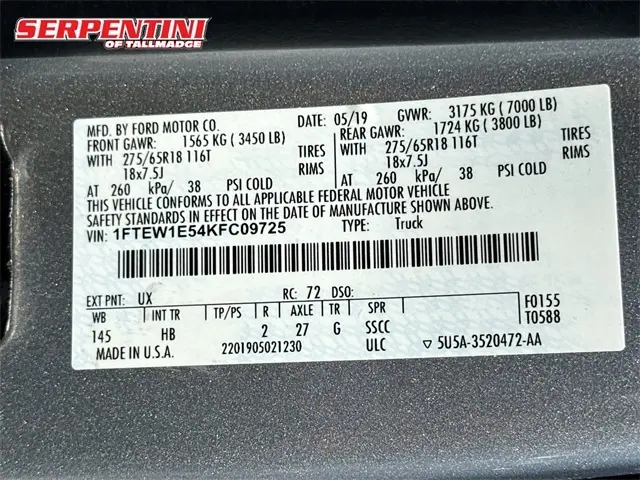 SERPENTINI
OF TALLMADGE
MFD. BY FORD MOTOR CO. DATE: 05/19 GVWR: 3175 KG ( 7000 LB)
FRONT GAWR: 1565 KG ( 3450 LB) REAR GAWR: 1724 KG ( 3800 LB)
WITH 275/65R18 116T TIRES WITH 275/65R18 116T TIRES
18x7.5J RIMS 18x7.5J RIMS
AT 260 kPa/ 38 PSI COLD AT 260 kPa/ 38 PSI COLD
THIS VEHICLE CONFORMS TO ALL APPLICABLE FEDERAL MOTOR VEHICLE
SAFETY STANDARDS IN EFFECT ON THE DATE OF MANUFACTURE SHOWN ABOVE.
VIN: 1FTEW1E54KFC09725 TYPE: Truck
EXT PNT: UX RC: 72 DSO: F0155
WB INT TR TP/PS R AXLE TR SPR T0588
145 HB 2 27 G SSCC
MADE IN U.S.A. 2201905021230 ULC ▽ 5U5A-3520472-AA